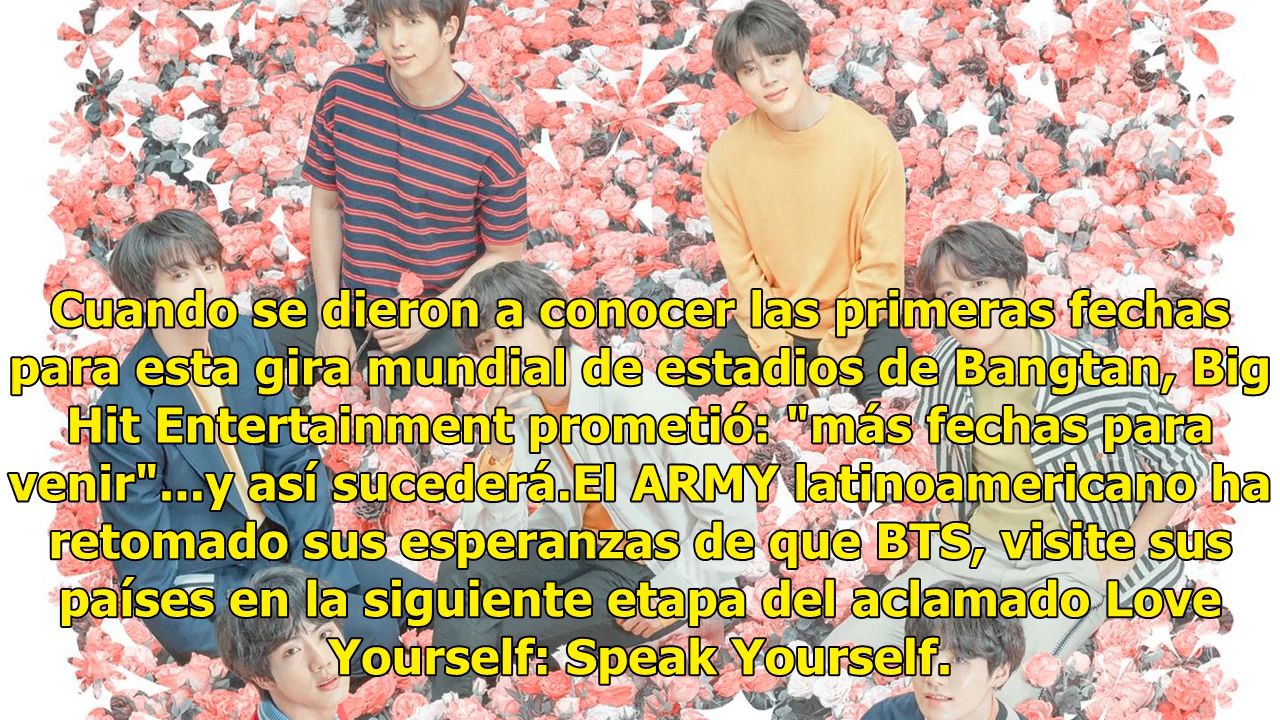 Cuando se dieron a conocer las primeras fechas
para esta gira mundial de estadios de Bangtan, Big
Hit Entertainment prometió: "más fechas para
venir"...y así sucederá.El ARMY latinoamericano ha
retomado sus esperanzas de que BTS, visite sus
países en la siguiente etapa del aclamado Love
Yourself: Speak Yourself.